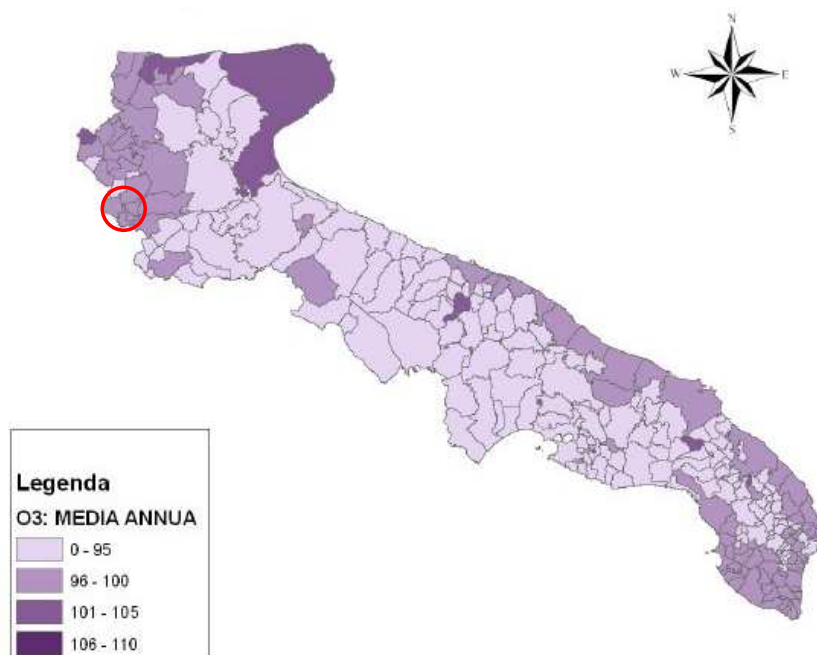 N
W
E
S
Legenda
O3: MEDIA ANNUA
0 - 95
96 - 100
101 - 105
106 - 110